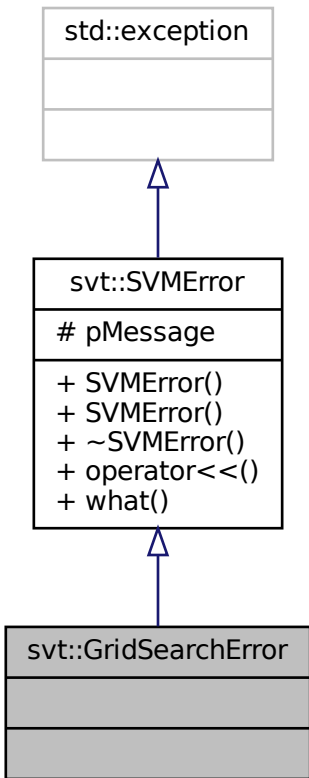 std::exception
svt::SVMError
# pMessage
+ SVMError()
+ SVMError()
+ ~SVMError()
+ operator<<()
+ what()
svt::GridSearchError